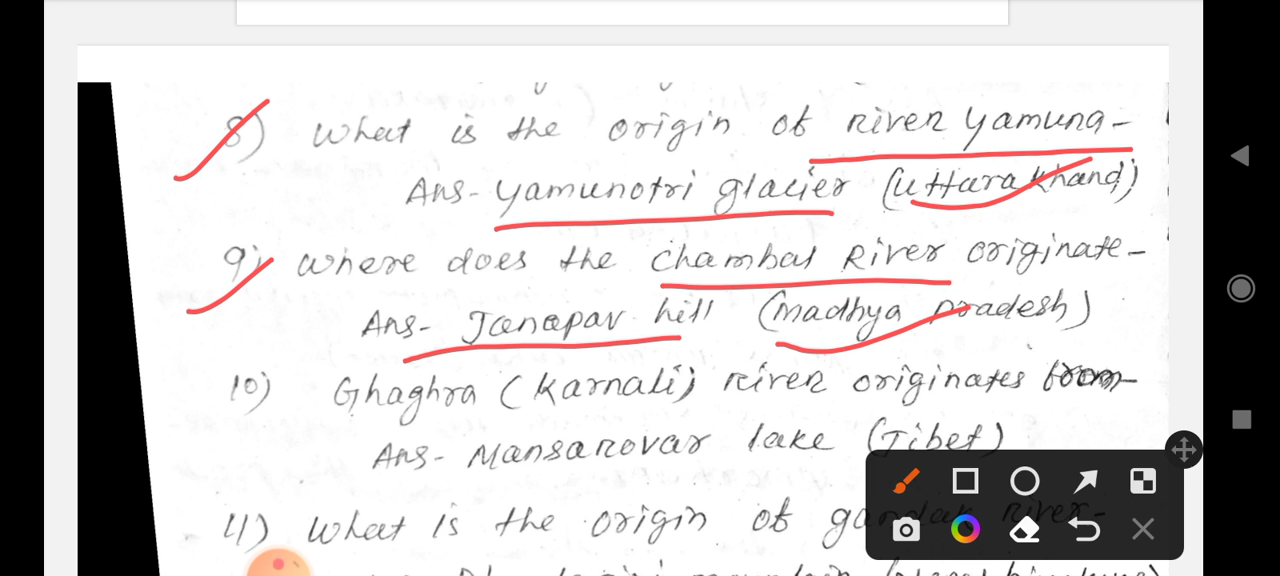 8) What is the origin of river Yamuna-
Ans- Yamunotri glacier (Uttarakhand)
9) Where does the Chambal River originate-
Ans- Janapav hill (Madhya Pradesh)
10) Ghaghra (Karnali) river originates from-
Ans- Mansarovar lake (Tibet)
11) What is the origin of gandak river-